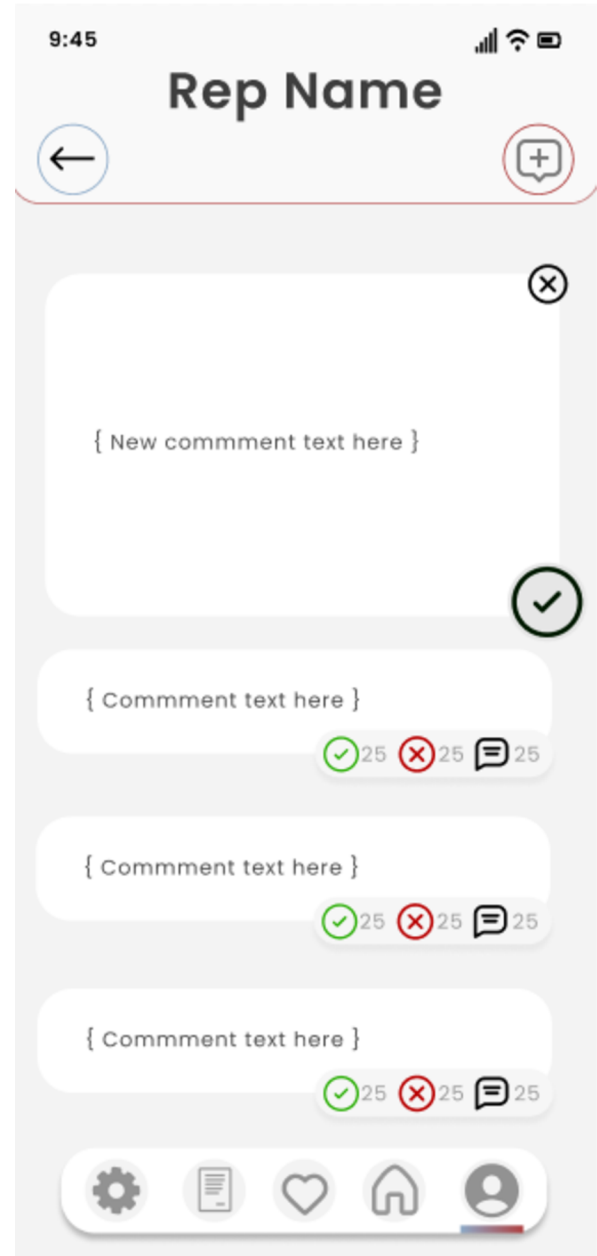 9:45
Rep Name
{ New commment text here }
{ Commment text here }
25 25 25
{ Commment text here }
25 25 25
{ Commment text here }
25 25 25